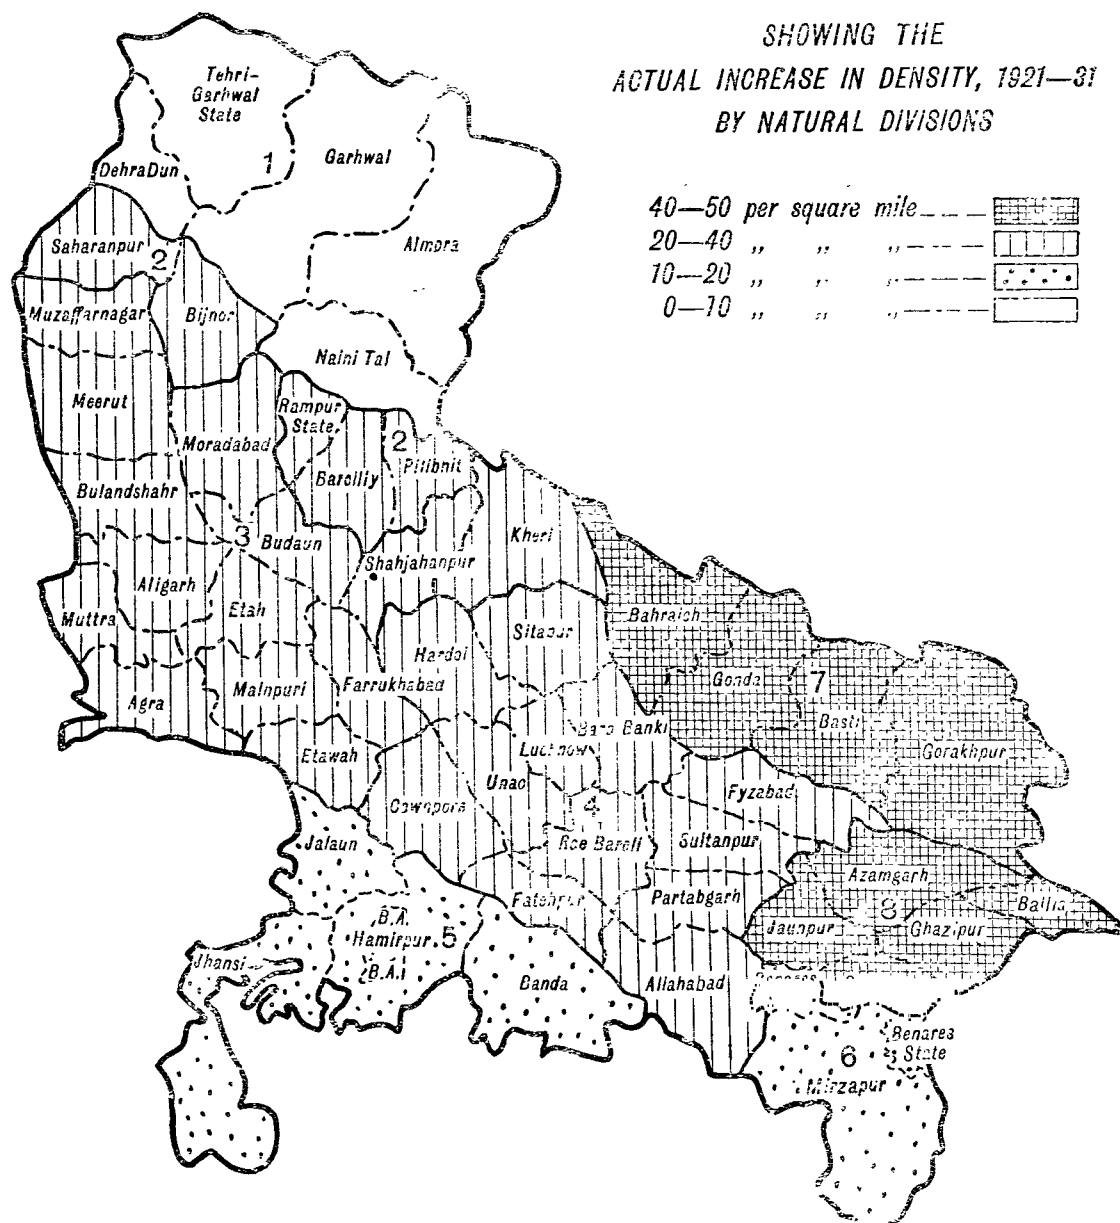 SHOWING THE
ACTUAL INCREASE IN DENSITY, 1921—31
BY NATURAL DIVISIONS
40—50 per square mile
20—40 „ „ „
10—20 „ „ „
0—10 „ „ „
Tehri-
Garhwal
State
1
Garhwal
DehraDun
Almora
Saharanpur
2
Muzaffarnagar
Bijnor
Naini Tal
Meerut
Rampur
State
Moradabad
2
Pilibhit
Bareilly
Bulandshahr
3
Budaun
Kheri
Shahjahanpur
Aligarh
Etah
Muttra
Bahraich
Sitapur
Hardoi
Gonda
7
Mainpuri
Farrukhabad
Agra
Basti
Bara Banki
Gorakhpur
Lucknow
Etawah
Unao
Fyzabad
Cawnpore
4
Jalaun
Rae Bareli
Sultanpur
Azamgarh
Fatehpur
Partabgarh
Ballia
8
B.A.
Hamirpur
5
Jaunpur
Ghazipur
Jhansi
B.A.
Banda
Allahabad
Benares
Benares
State
6
Mirzapur